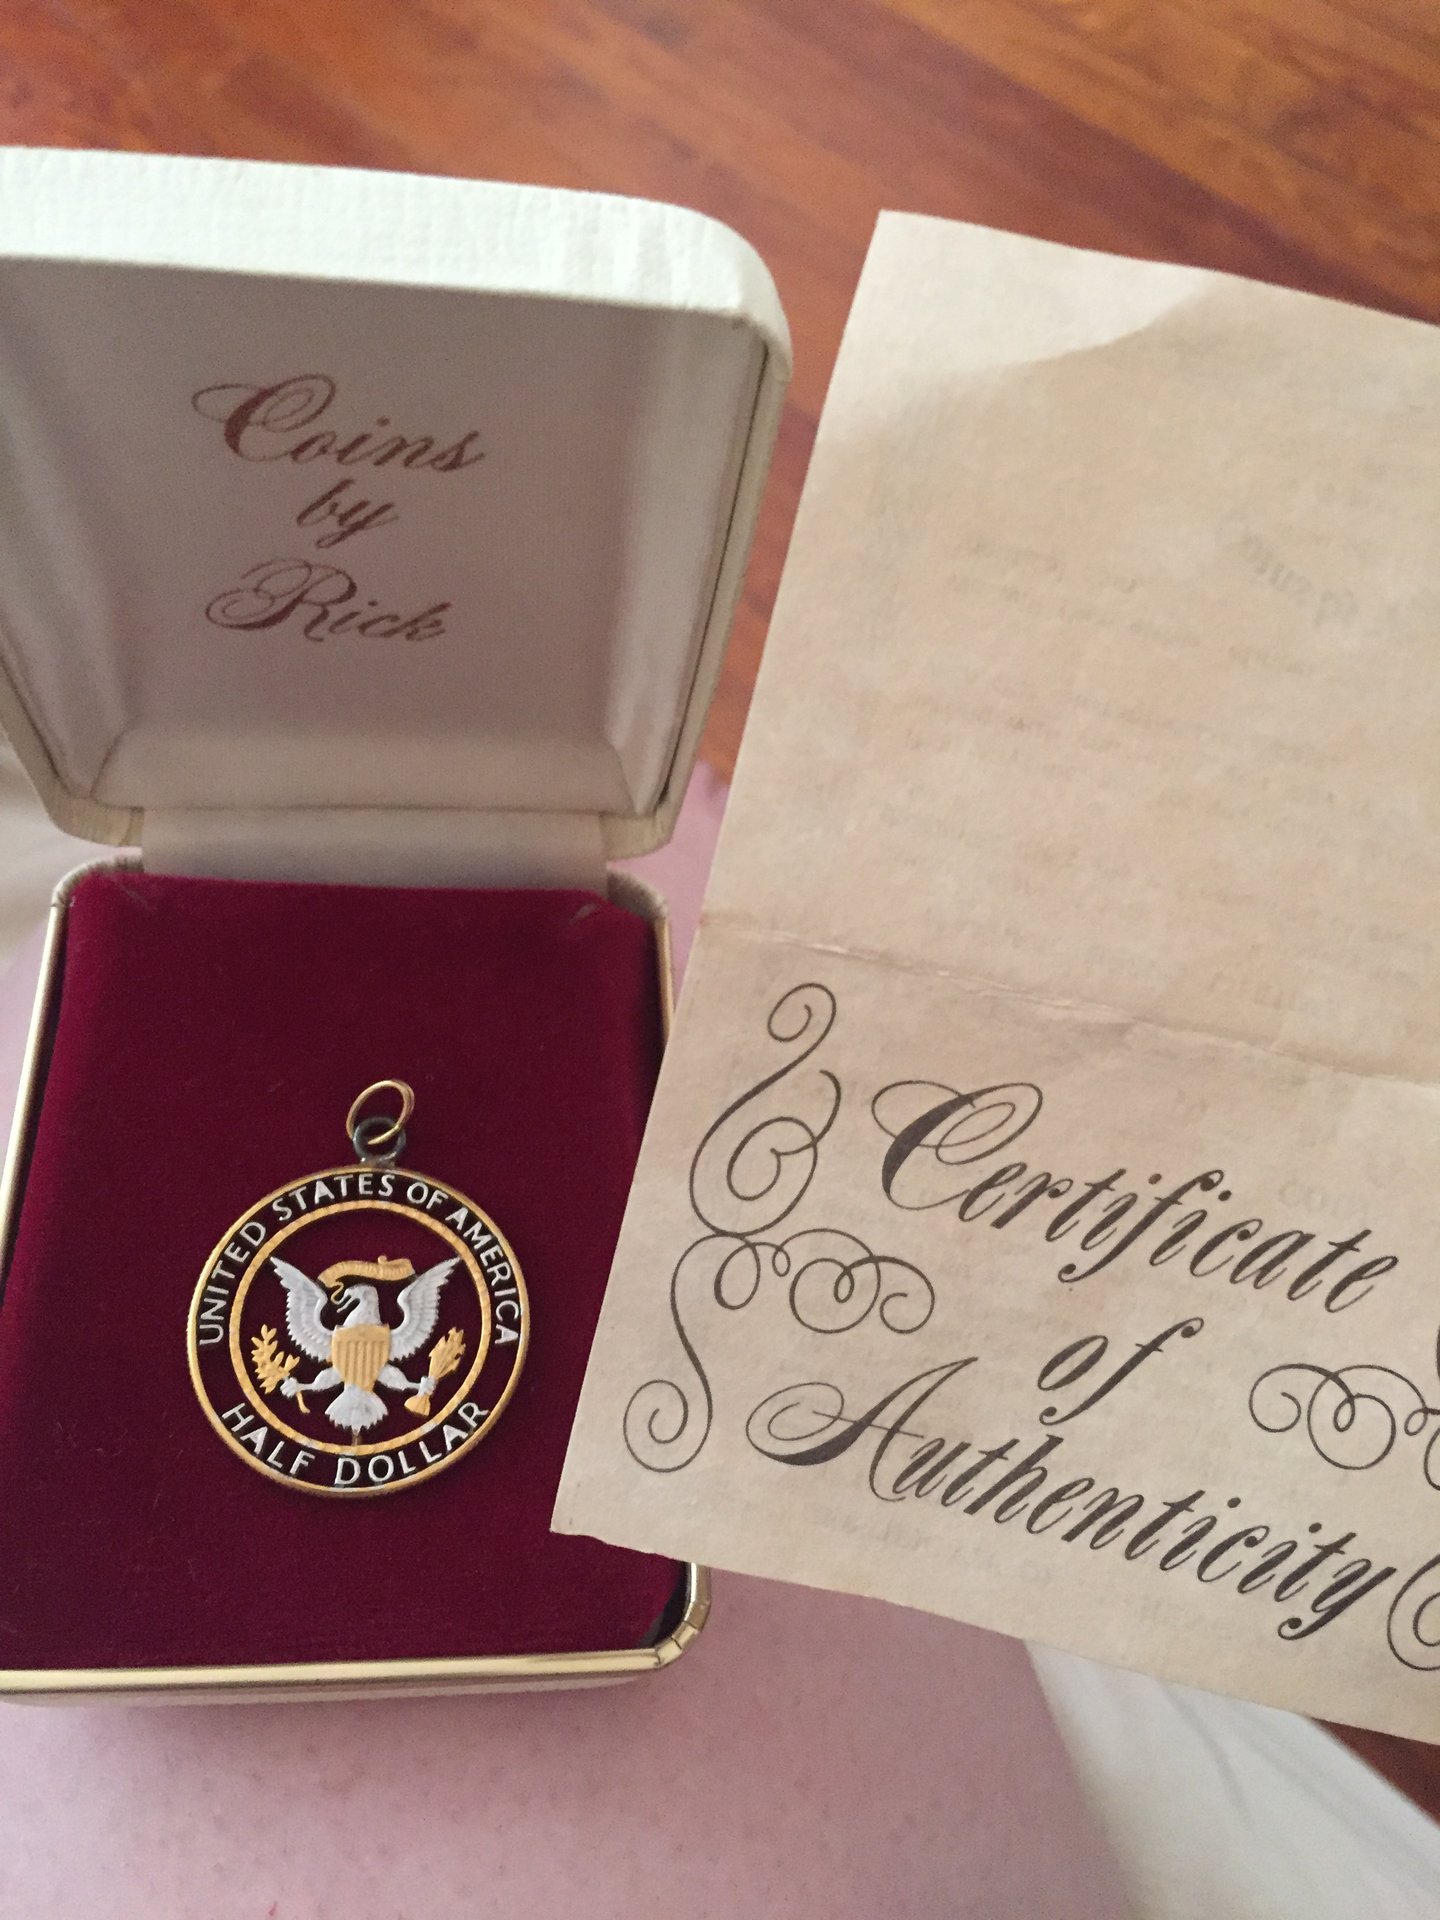 Coins
by
Rick
UNITED STATES OF AMERICA
HALF DOLLAR
Certificate
of
Authenticity